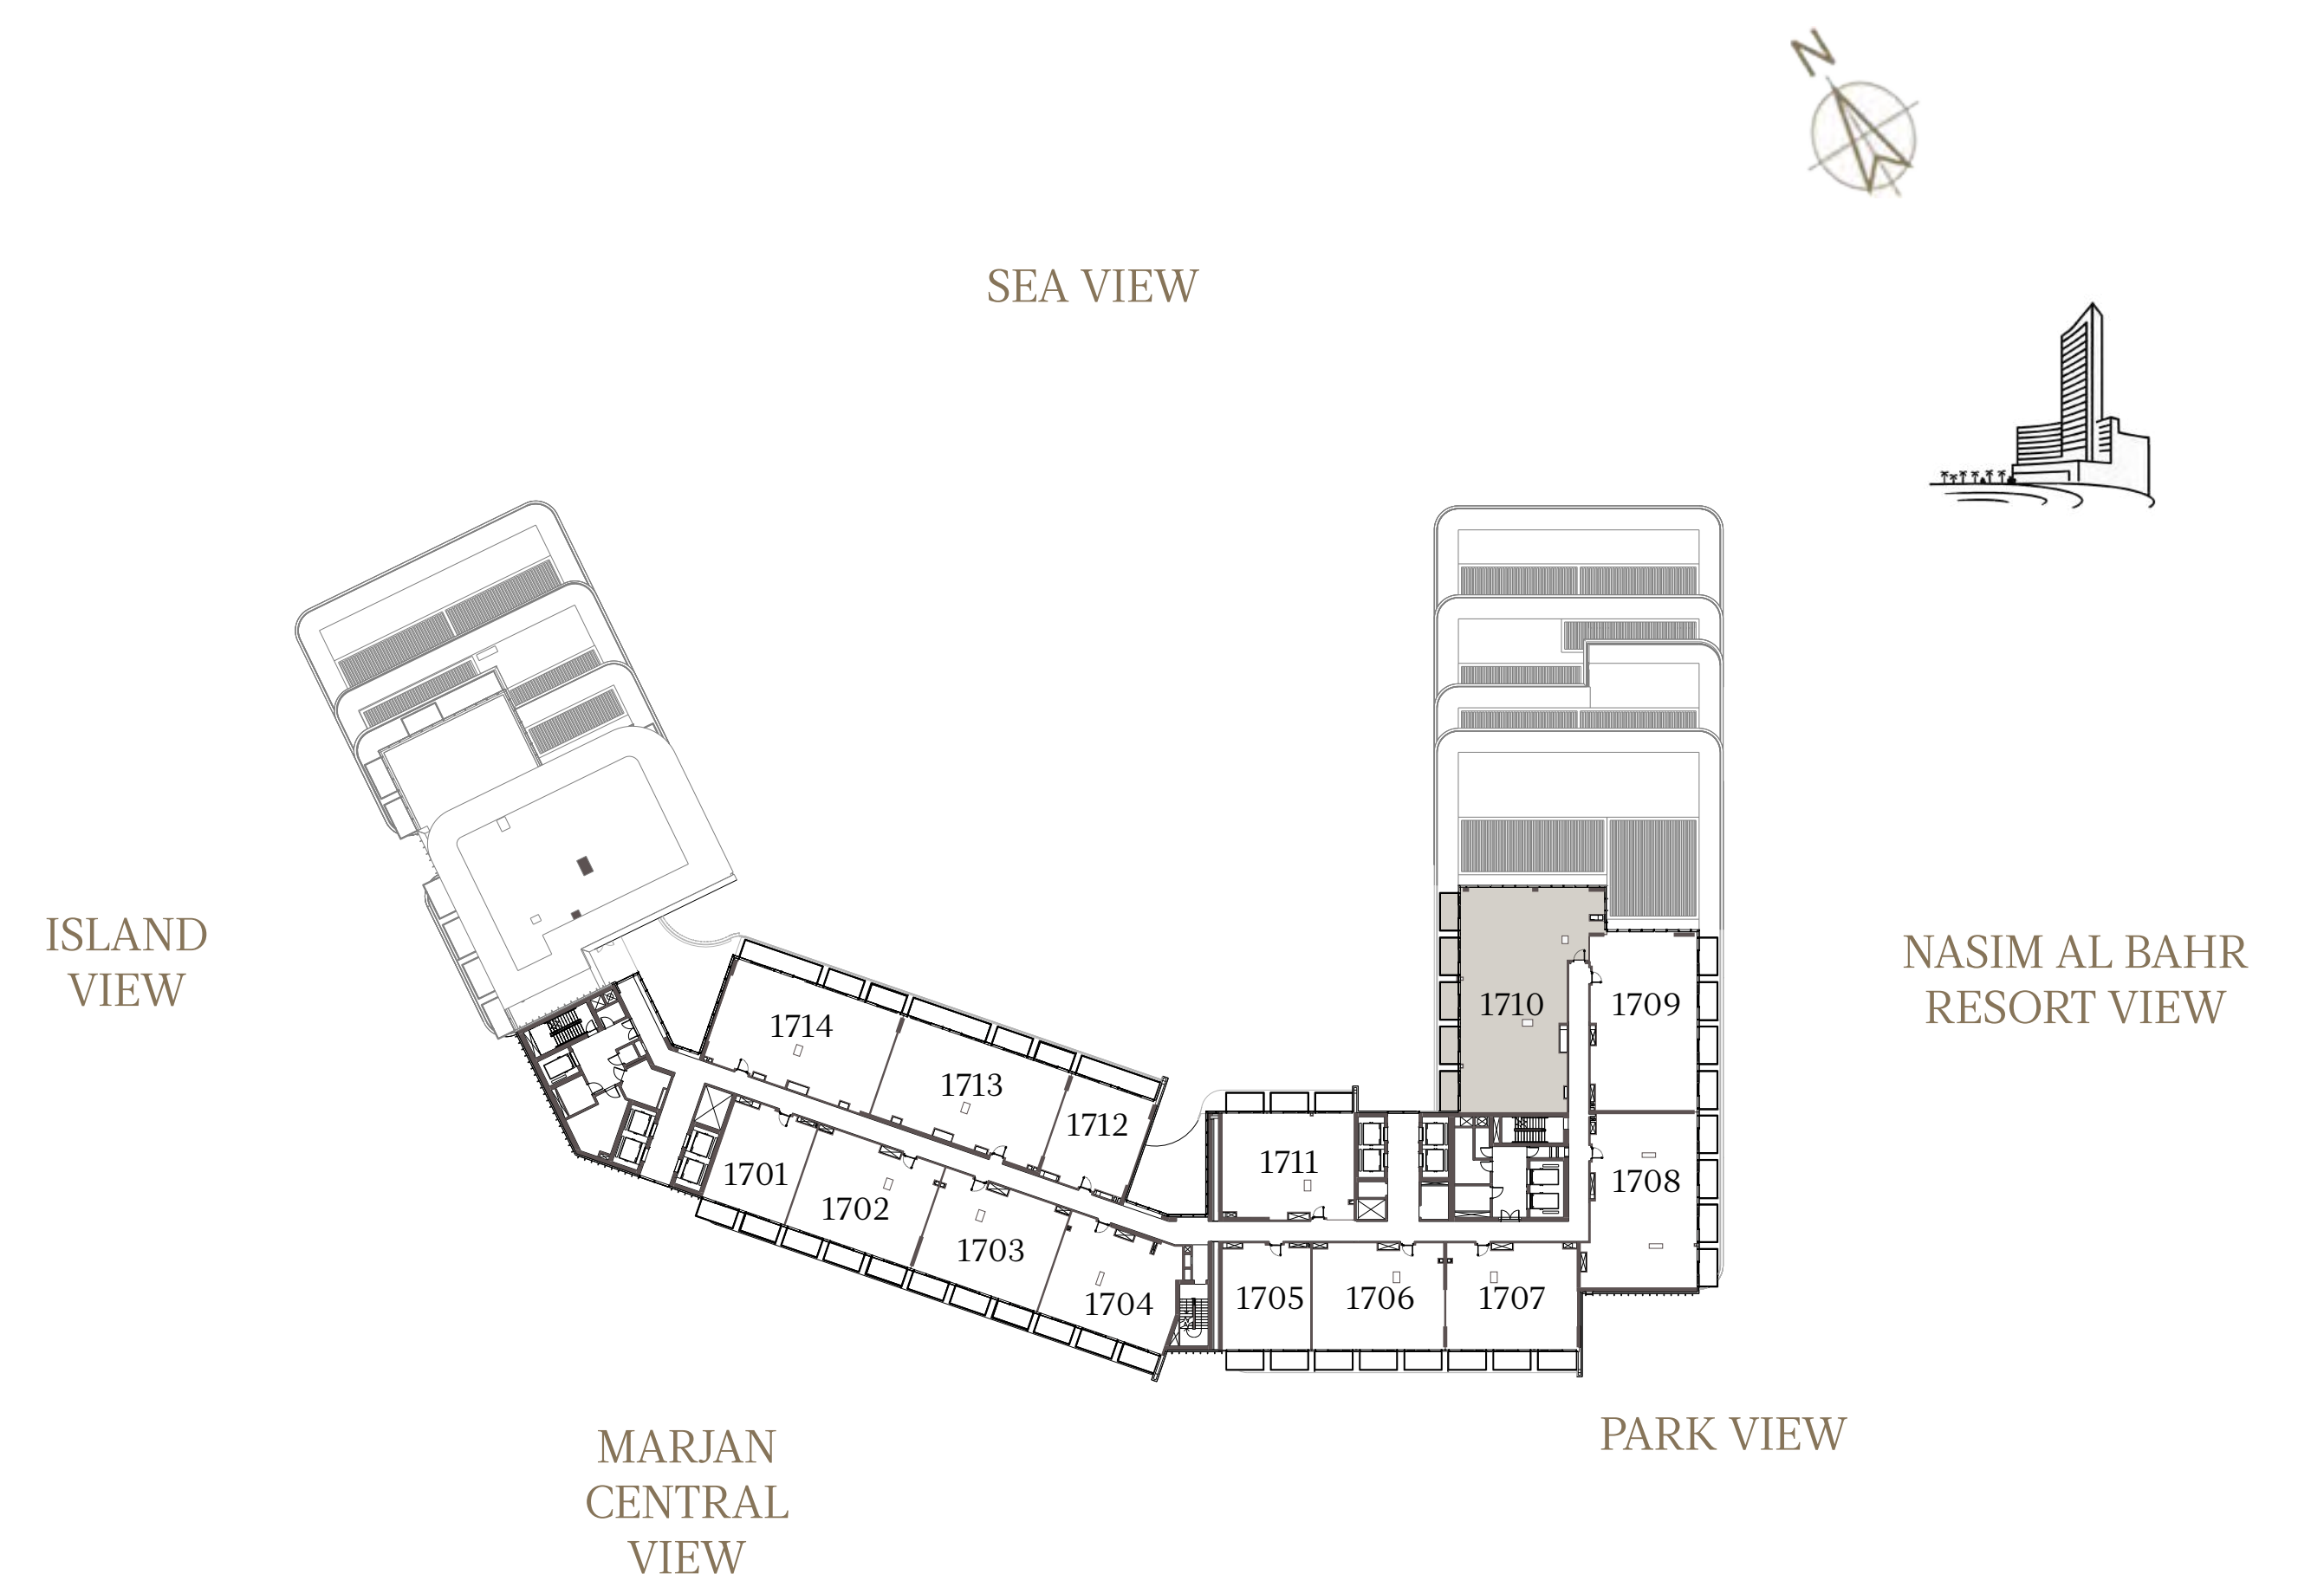 N
SEA VIEW
ISLAND
VIEW
NASIM AL BAHR
RESORT VIEW
1710
1709
1714
1713
1712
1711
1701
1702
1703
1704
1705
1706
1707
1708
PARK VIEW
MARJAN
CENTRAL
VIEW